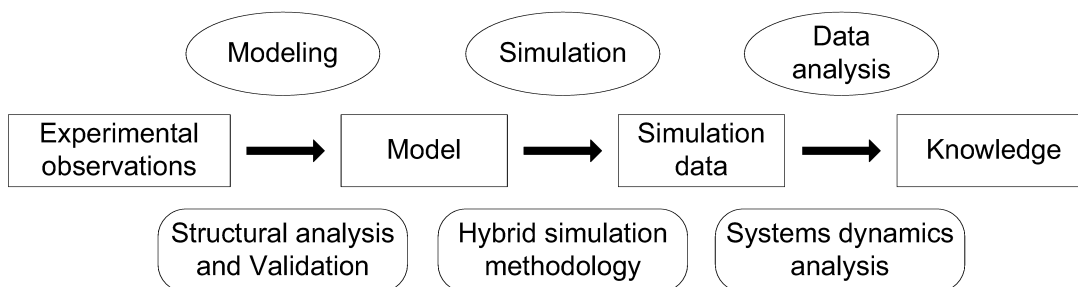 Modeling
Simulation
Data
analysis
Experimental
observations
Model
Simulation
data
Knowledge
Structural analysis
and Validation
Hybrid simulation
methodology
Systems dynamics
analysis